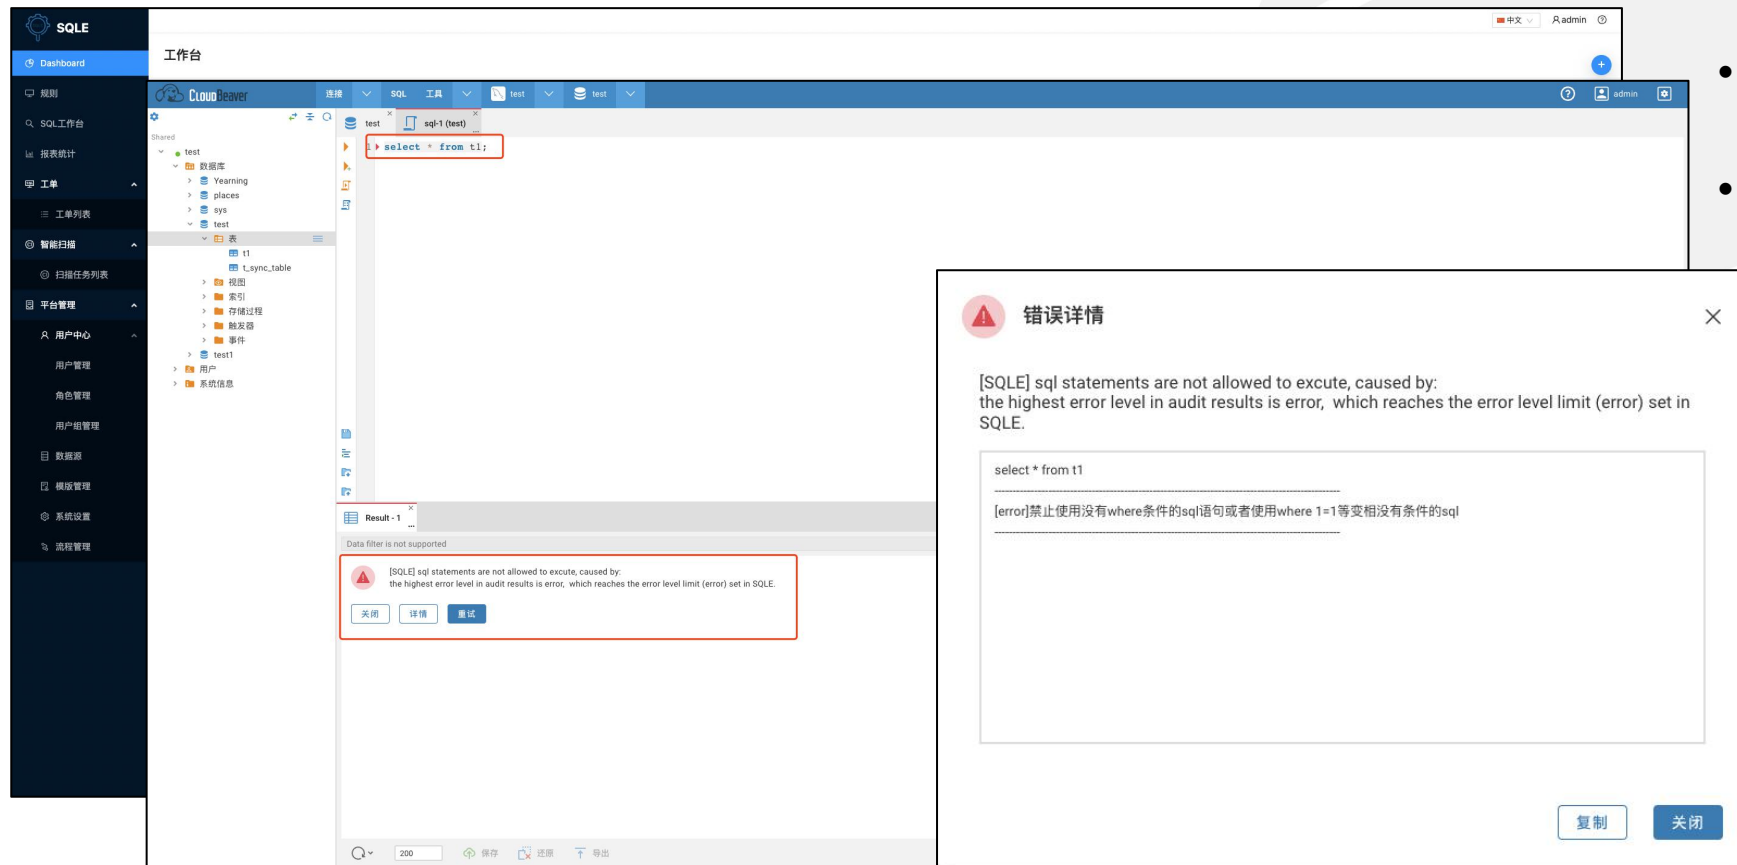 SQLE
中文
admin
Dashboard
工作台
规则
SQL工作台
报表统计
工单
工单列表
智能扫描
扫描任务列表
平台管理
用户中心
用户管理
角色管理
用户组管理
数据源
模版管理
系统设置
流程管理
CloudBeaver
连接
SQL
工具
test
test
admin
Shared
test
数据库
Yearning
places
sys
test
表
t1
t_sync_table
视图
索引
存储过程
触发器
事件
test1
用户
系统信息
test
sql-1 (test)
1 select * from t1;
Result - 1
Data filter is not supported
[SQLE] sql statements are not allowed to excute, caused by:
the highest error level in audit results is error, which reaches the error level limit (error) set in SQLE.
关闭 详情 重试
200 保存 还原 导出
错误详情
[SQLE] sql statements are not allowed to excute, caused by:
the highest error level in audit results is error, which reaches the error level limit (error) set in
SQLE.
select * from t1
[error]禁止使用没有where条件的sql语句或者使用where 1=1等变相没有条件的sql
复制 关闭